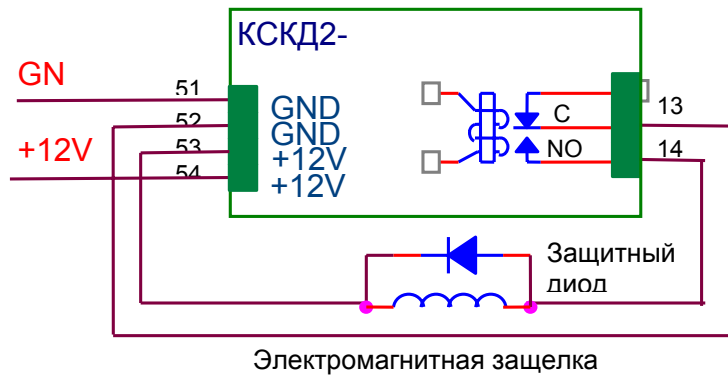 КСКД2-
GN
51
GND
52
GND
53
+12V
+12V
54
+12V
C
13
NO
14
Защитный
диод
Электромагнитная защелка